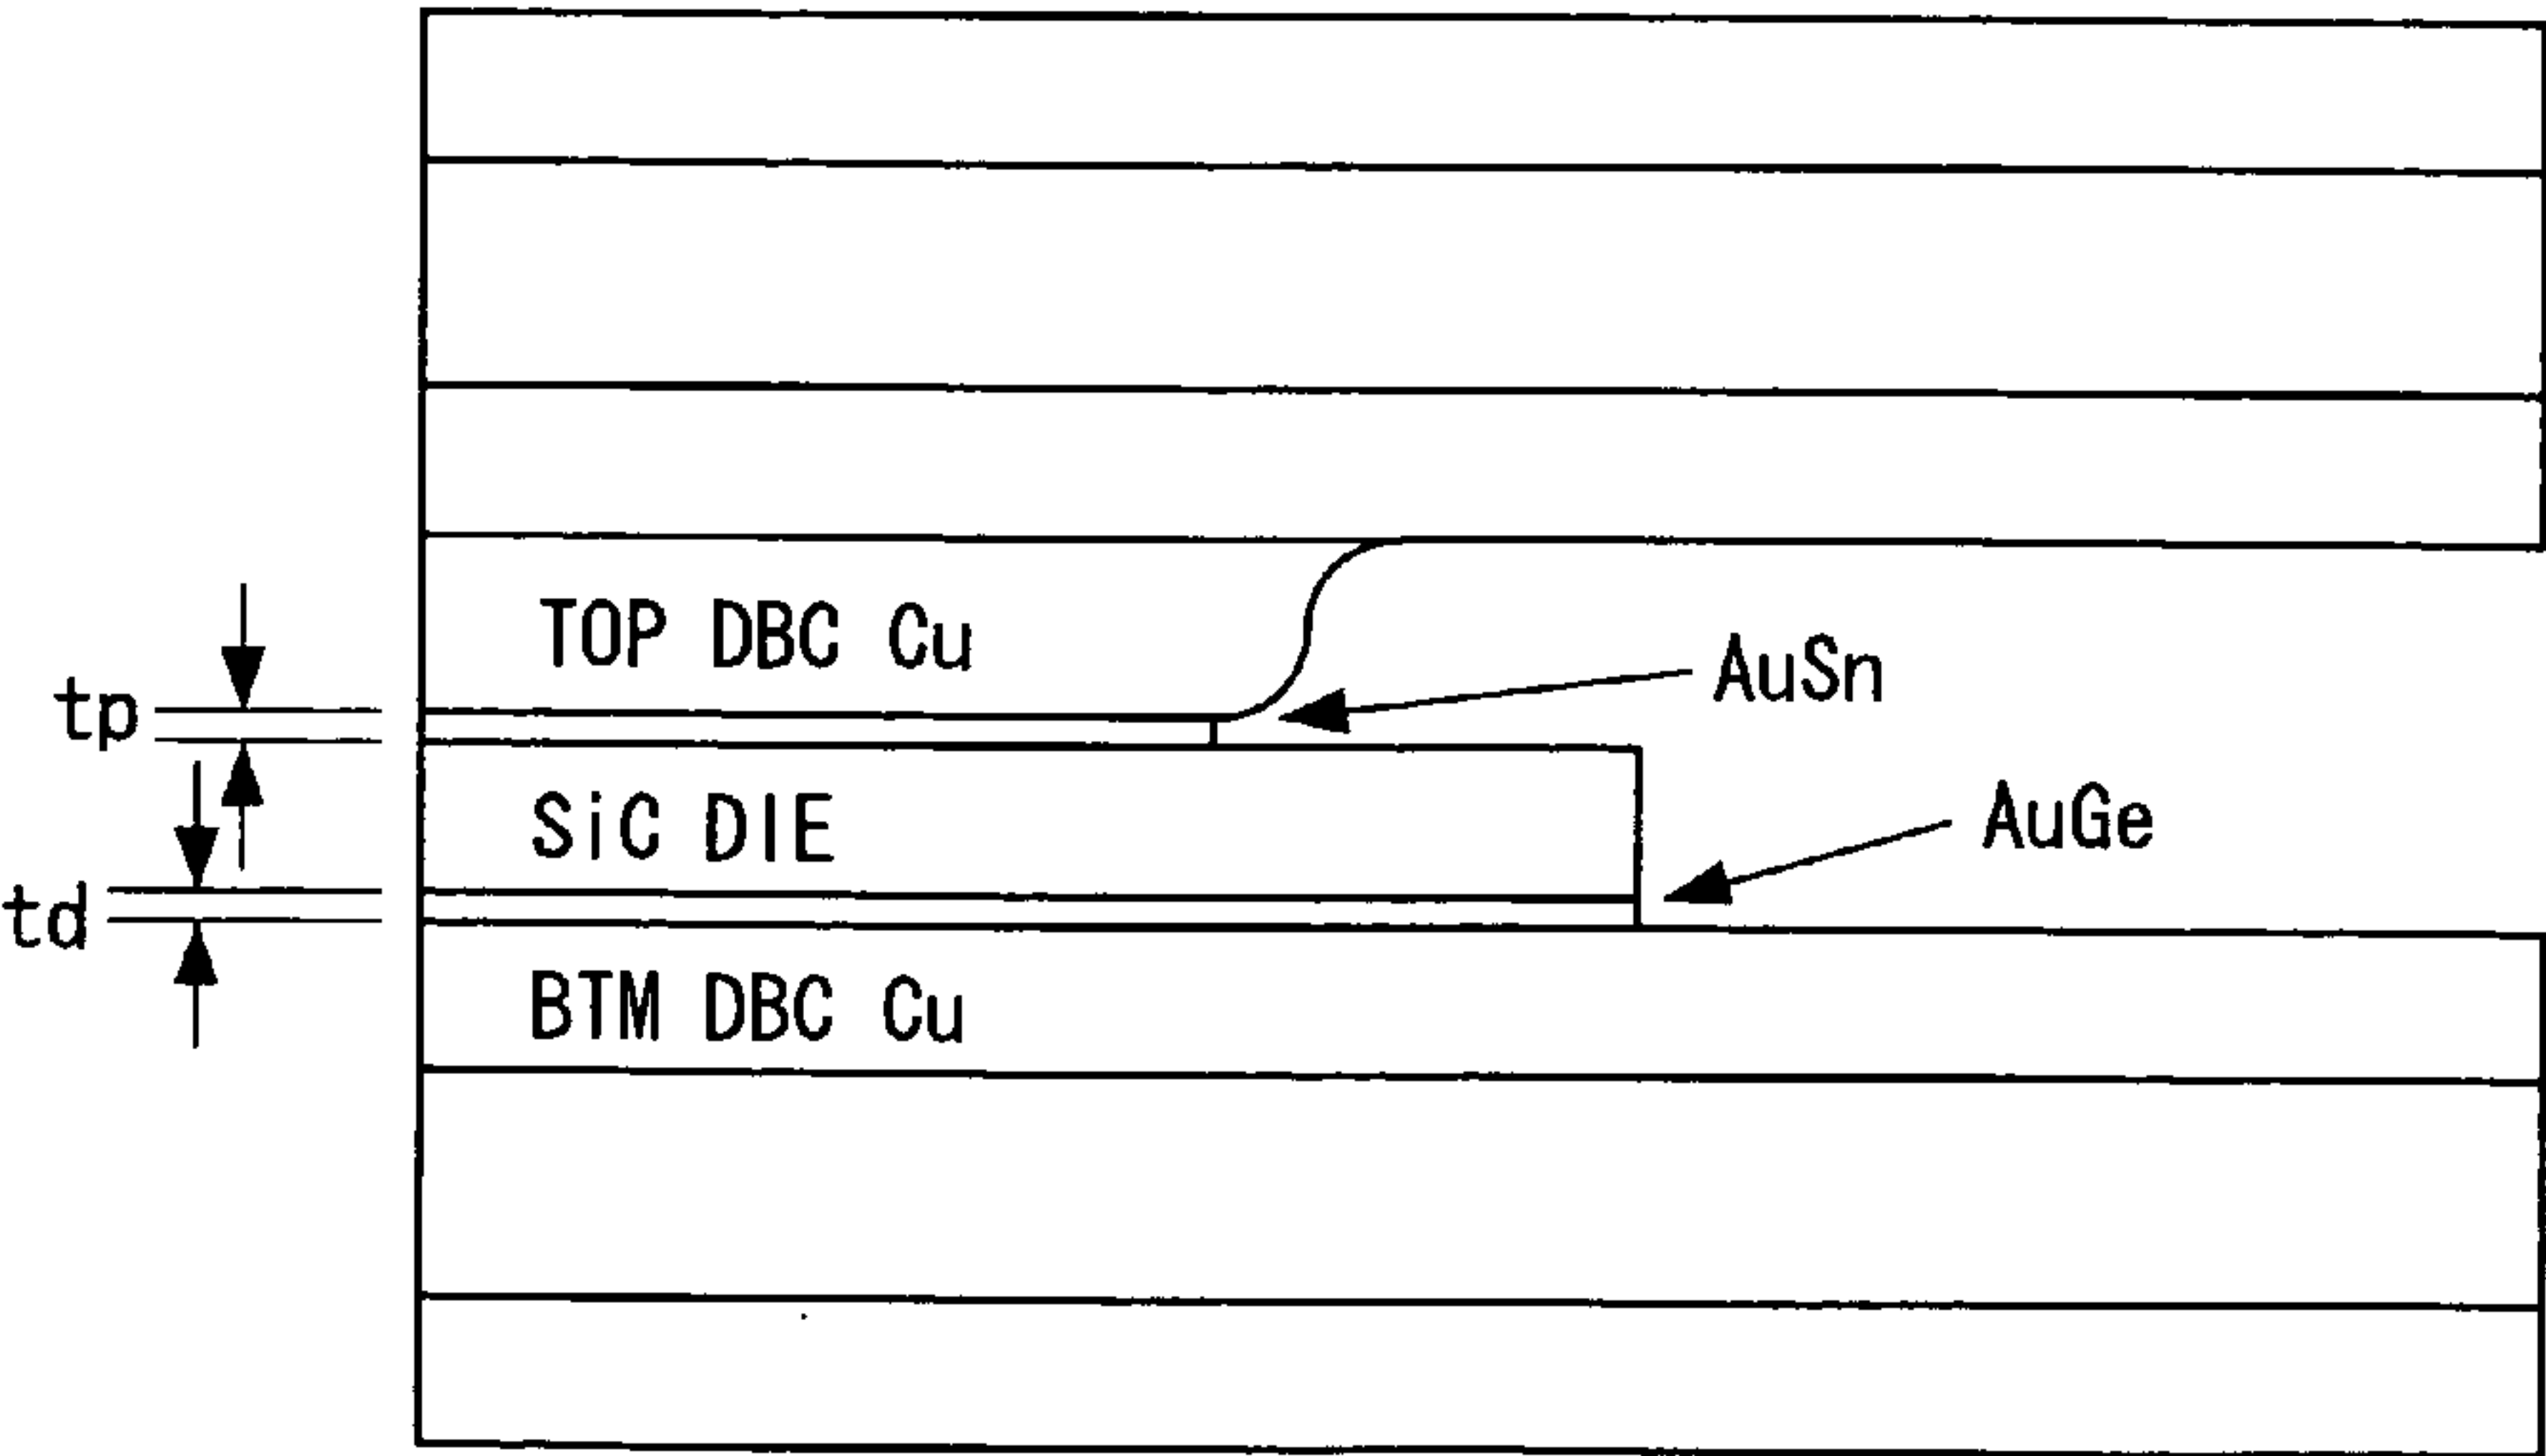 TOP DBC Cu
AuSn
tp
SiC DIE
AuGe
td
BTM DBC Cu